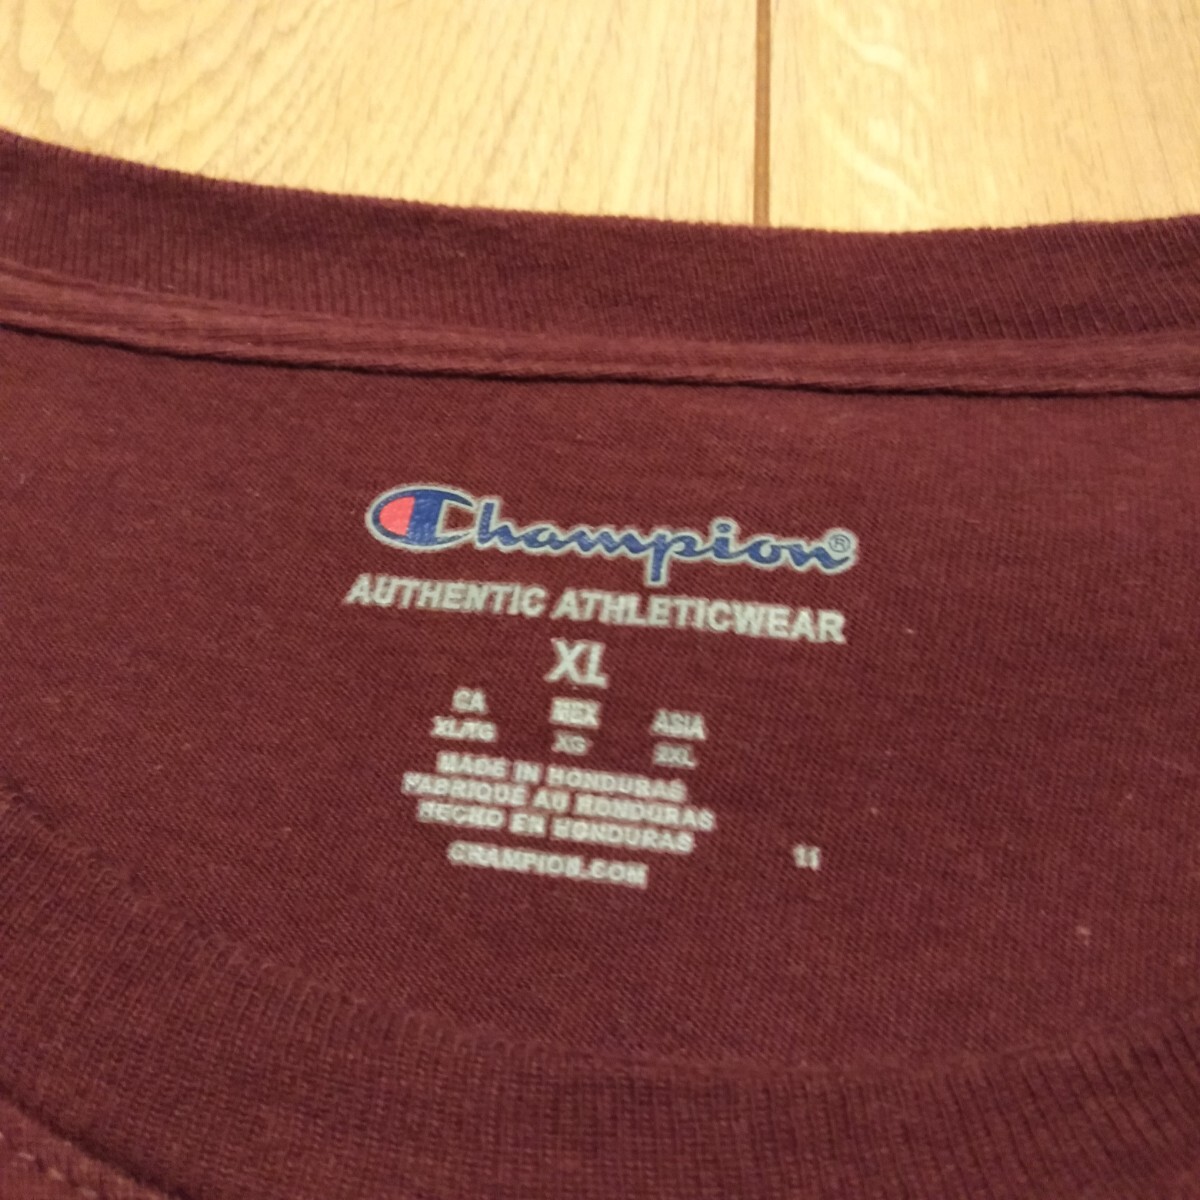 Champion®
AUTHENTIC ATHLETICWEAR
XL
CA MEX ASIA
XL/TG XG 2XL
MADE IN HONDURAS
FABRIQUE AU HONDURAS
HECHO EN HONDURAS
CHAMPION.COM
11